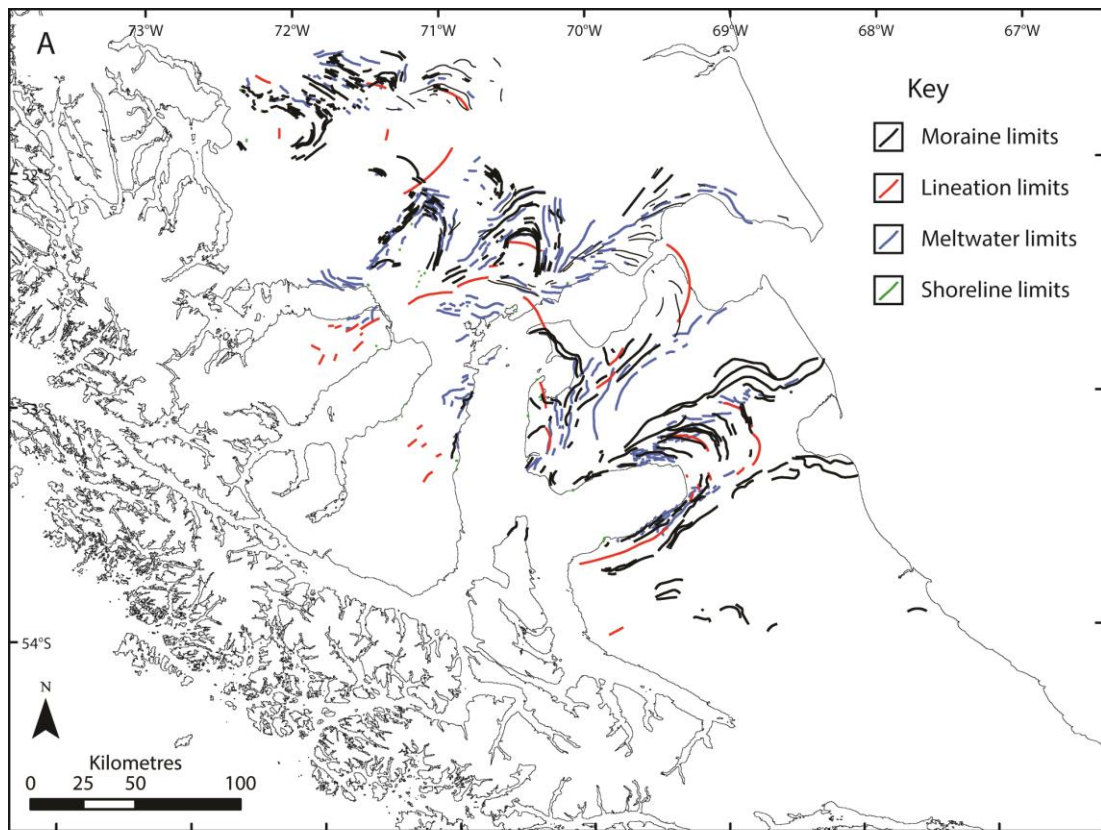 73°W 72°W 71°W 70°W 69°W 68°W 67°W
A
Key
Moraine limits
Lineation limits
Meltwater limits
Shoreline limits
52°S
53°S
54°S
N
Kilometres
0 25 50 100